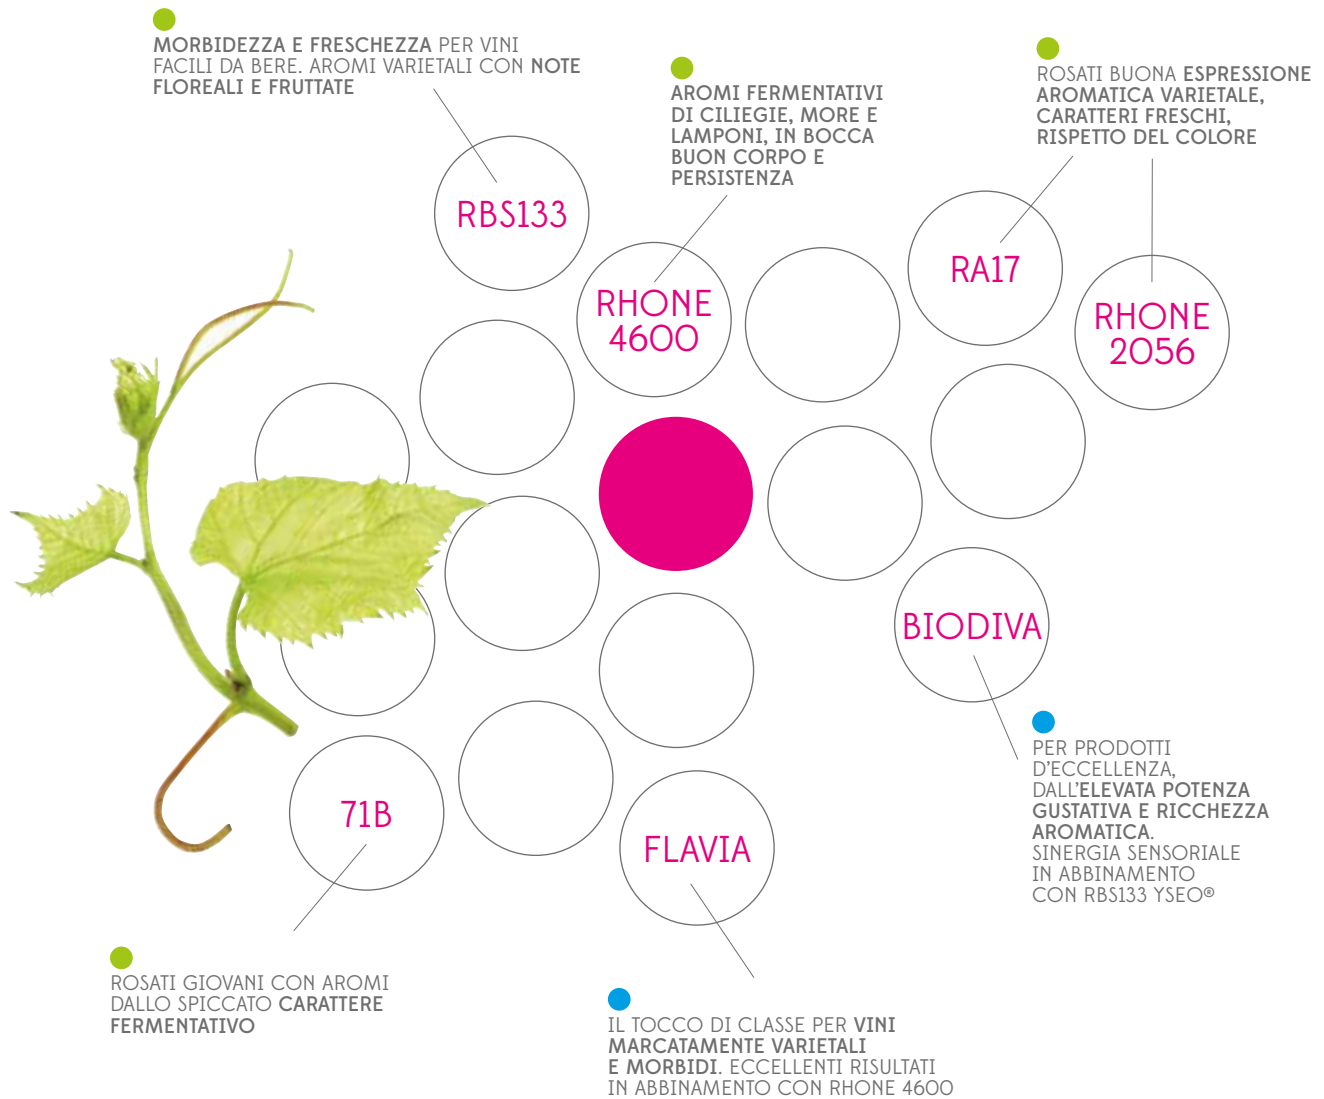 MORBIDEZZA E FRESCHEZZA PER VINI
FACILI DA BERE. AROMI VARIETALI CON NOTE
FLOREALI E FRUTTATE
AROMI FERMENTATIVI
DI CILIEGIE, MORE E
LAMPONI, IN BOCCA
BUON CORPO E
PERSISTENZA
ROSATI BUONA ESPRESSIONE
AROMATICA VARIETALE,
CARATTERI FRESCHI,
RISPETTO DEL COLORE
RBS133
RHONE
4600
RA17
RHONE
2056
BIODIVA
PER PRODOTTI
D'ECCELLENZA,
DALL'ELEVATA POTENZA
GUSTATIVA E RICCHEZZA
AROMATICA.
SINERGIA SENSORIALE
IN ABBINAMENTO
CON RBS133 YSEO®
71B
FLAVIA
ROSATI GIOVANI CON AROMI
DALLO SPICCATO CARATTERE
FERMENTATIVO
IL TOCCO DI CLASSE PER VINI
MARCATAMENTE VARIETALI
E MORBIDI. ECCELLENTI RISULTATI
IN ABBINAMENTO CON RHONE 4600